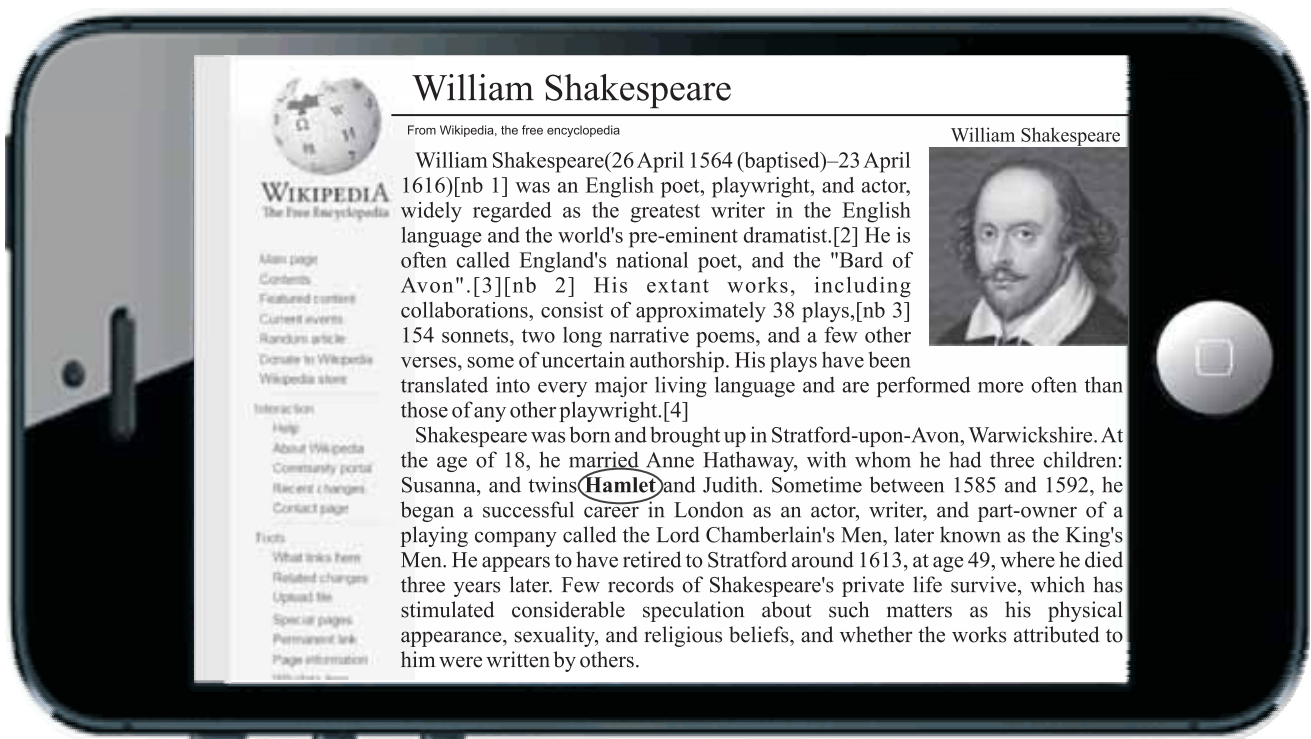 William Shakespeare
From Wikipedia, the free encyclopedia
William Shakespeare
William Shakespeare(26 April 1564 (baptised)–23 April
1616)[nb 1] was an English poet, playwright, and actor,
widely regarded as the greatest writer in the English
language and the world's pre-eminent dramatist.[2] He is
often called England's national poet, and the "Bard of
Avon".[3][nb 2] His extant works, including
collaborations, consist of approximately 38 plays,[nb 3]
154 sonnets, two long narrative poems, and a few other
verses, some of uncertain authorship. His plays have been
translated into every major living language and are performed more often than
those of any other playwright.[4]
Shakespeare was born and brought up in Stratford-upon-Avon, Warwickshire. At
the age of 18, he married Anne Hathaway, with whom he had three children:
Susanna, and twins Hamlet and Judith. Sometime between 1585 and 1592, he
began a successful career in London as an actor, writer, and part-owner of a
playing company called the Lord Chamberlain's Men, later known as the King's
Men. He appears to have retired to Stratford around 1613, at age 49, where he died
three years later. Few records of Shakespeare's private life survive, which has
stimulated considerable speculation about such matters as his physical
appearance, sexuality, and religious beliefs, and whether the works attributed to
him were written by others.
WIKIPEDIA
The Free Encyclopedia
Main page
Contents
Featured content
Current events
Random article
Donate to Wikipedia
Wikipedia store
Interaction
Help
About Wikipedia
Community portal
Recent changes
Contact page
Tools
What links here
Related changes
Upload file
Special pages
Permanent link
Page information